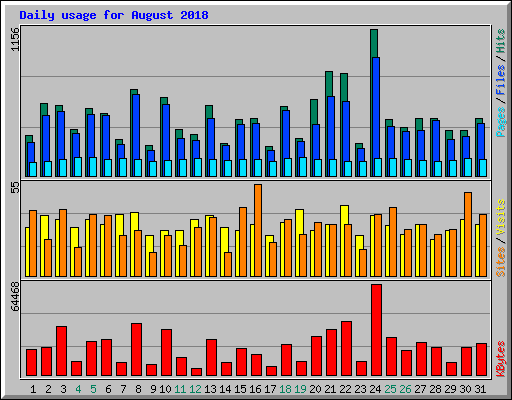 Daily usage for August 2018
1156
Pages / Files / Hits
55
Sites / Visits
64468
KBytes
1 2 3 4 5 6 7 8 9 10 11 12 13 14 15 16 17 18 19 20 21 22 23 24 25 26 27 28 29 30 31